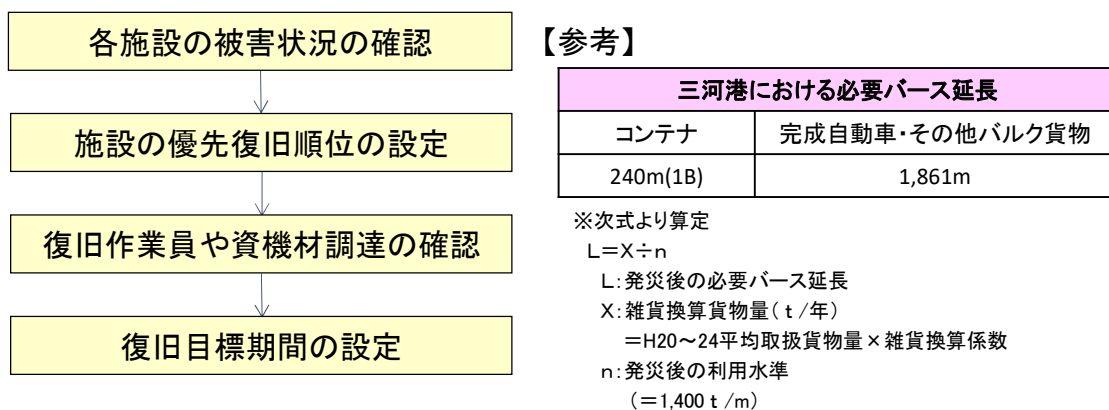 各施設の被害状況の確認
施設の優先復旧順位の設定
復旧作業員や資機材調達の確認
復旧目標期間の設定
【参考】
三河港における必要バース延長
コンテナ 完成自動車・その他バルク貨物
240m(1B) 1,861m
※次式より算定
L=X÷n
L:発災後の必要バース延長
X:雑貨換算貨物量(t/年)
=H20～24平均取扱貨物量×雑貨換算係数
n:発災後の利用水準
(=1,400t/m)